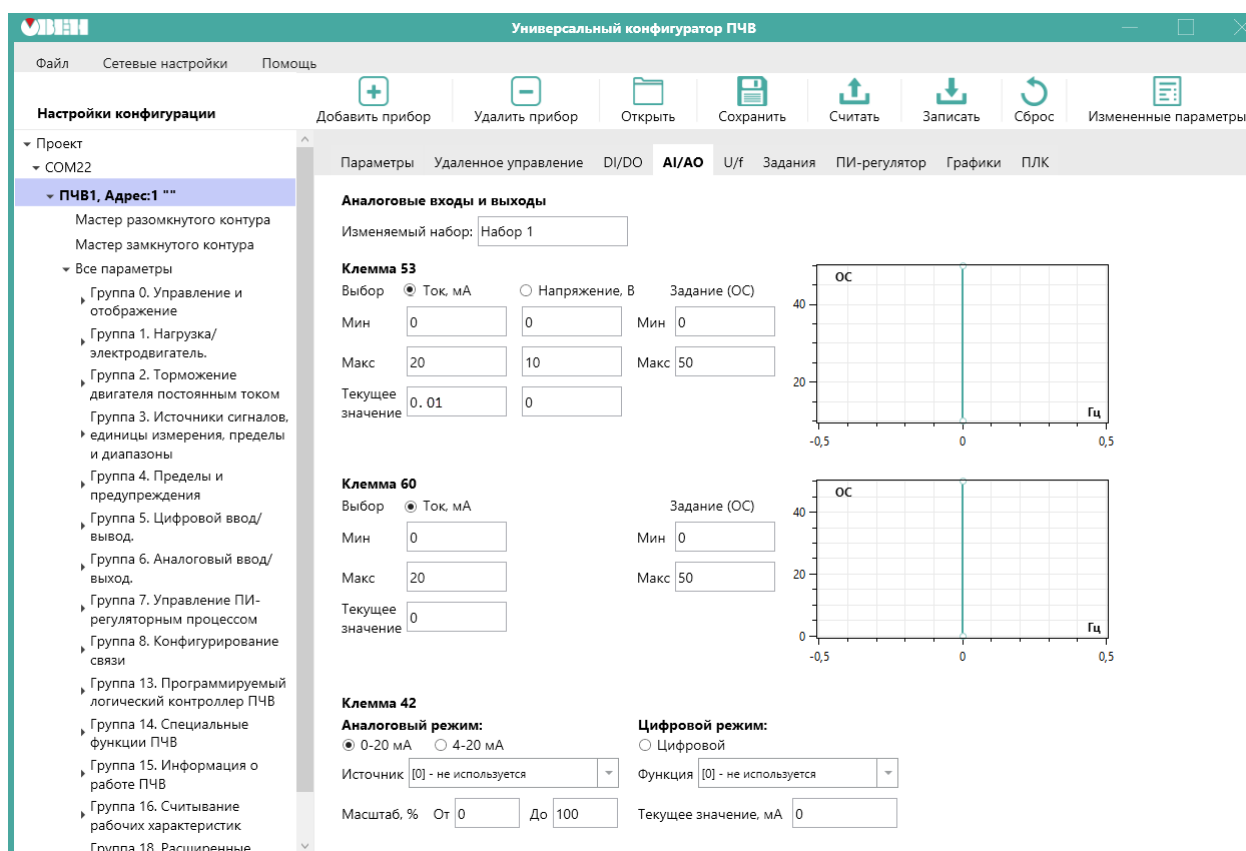 ОВЕН
Универсальный конфигуратор ПЧВ
Файл Сетевые настройки Помощь
Настройки конфигурации
Добавить прибор Удалить прибор Открыть Сохранить Считать Записать Сброс Измененные параметры
Проект
COM22
ПЧВ1, Адрес:1 ""
Мастер разомкнутого контура
Мастер замкнутого контура
Все параметры
Группа 0. Управление и
отображение
Группа 1. Нагрузка/
электродвигатель.
Группа 2. Торможение
двигателя постоянным током
Группа 3. Источники сигналов,
единицы измерения, пределы
и диапазоны
Группа 4. Пределы и
предупреждения
Группа 5. Цифровой ввод/
вывод.
Группа 6. Аналоговый ввод/
выход.
Группа 7. Управление ПИ-
регуляторным процессом
Группа 8. Конфигурирование
связи
Группа 13. Программируемый
логический контроллер ПЧВ
Группа 14. Специальные
функции ПЧВ
Группа 15. Информация о
работе ПЧВ
Группа 16. Считывание
рабочих характеристик
Группа 18. Расширенные
Параметры Удаленное управление DI/DO AI/AO U/f Задания ПИ-регулятор Графики ПЛК
Аналоговые входы и выходы
Изменяемый набор: Набор 1
Клемма 53
Выбор Ток, мА Напряжение, В Задание (ОС)
Мин 0 0 Мин 0
Макс 20 10 Макс 50
Текущее
значение 0.01 0
ОС
40
20
Гц
-0,5 0 0,5
Клемма 60
Выбор Ток, мА Задание (ОС)
Мин 0 Мин 0
Макс 20 Макс 50
Текущее
значение 0
ОС
40
20
0
Гц
-0,5 0 0,5
Клемма 42
Аналоговый режим: Цифровой режим:
0-20 мА 4-20 мА Цифровой
Источник [0] - не используется Функция [0] - не используется
Масштаб, % От 0 До 100 Текущее значение, мА 0